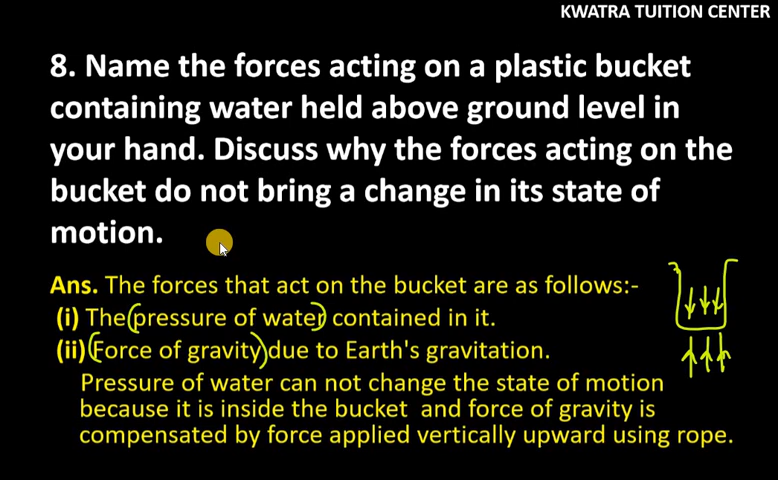 KWATRA TUITION CENTER
8. Name the forces acting on a plastic bucket
containing water held above ground level in
your hand. Discuss why the forces acting on the
bucket do not bring a change in its state of
motion.
Ans. The forces that act on the bucket are as follows:-
(i) The pressure of water contained in it.
(ii) Force of gravity due to Earth's gravitation.
Pressure of water can not change the state of motion
because it is inside the bucket and force of gravity is
compensated by force applied vertically upward using rope.